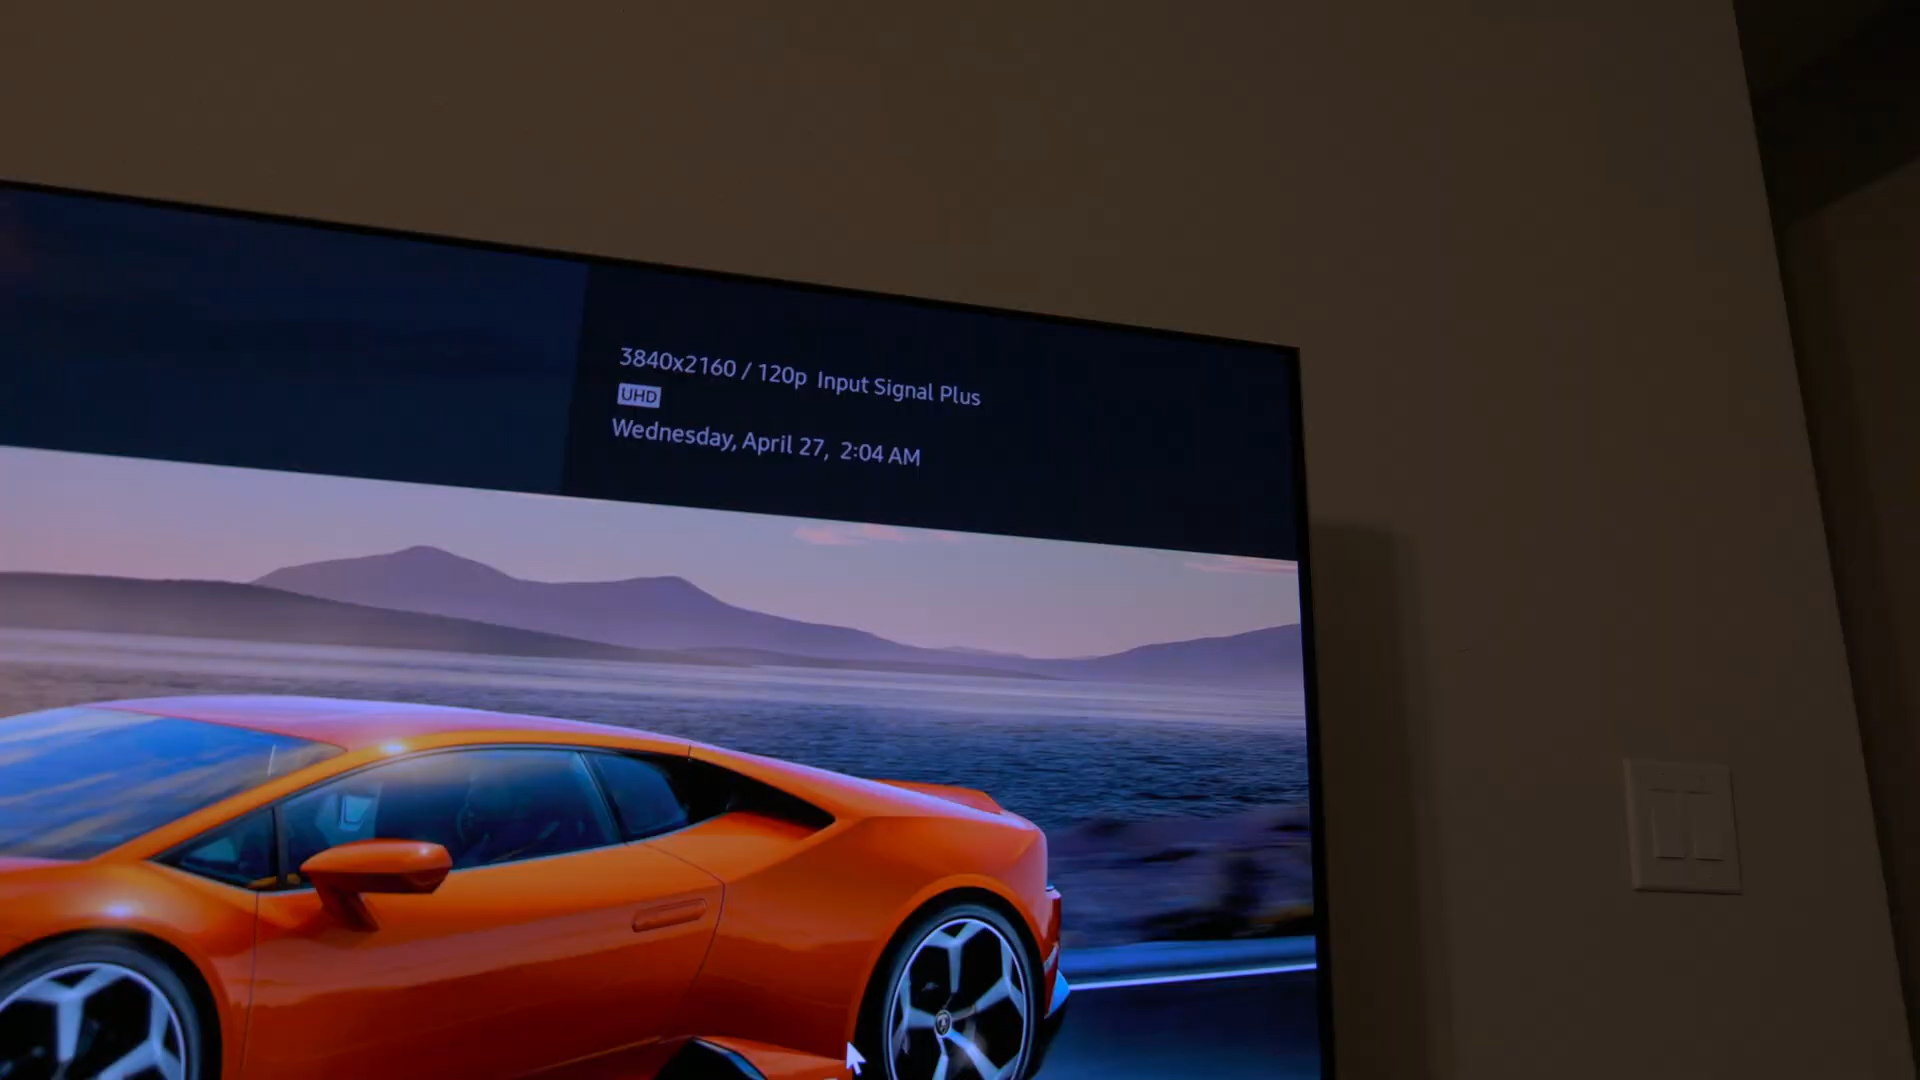 3840x2160 / 120p Input Signal Plus
UHD
Wednesday, April 27, 2:04 AM